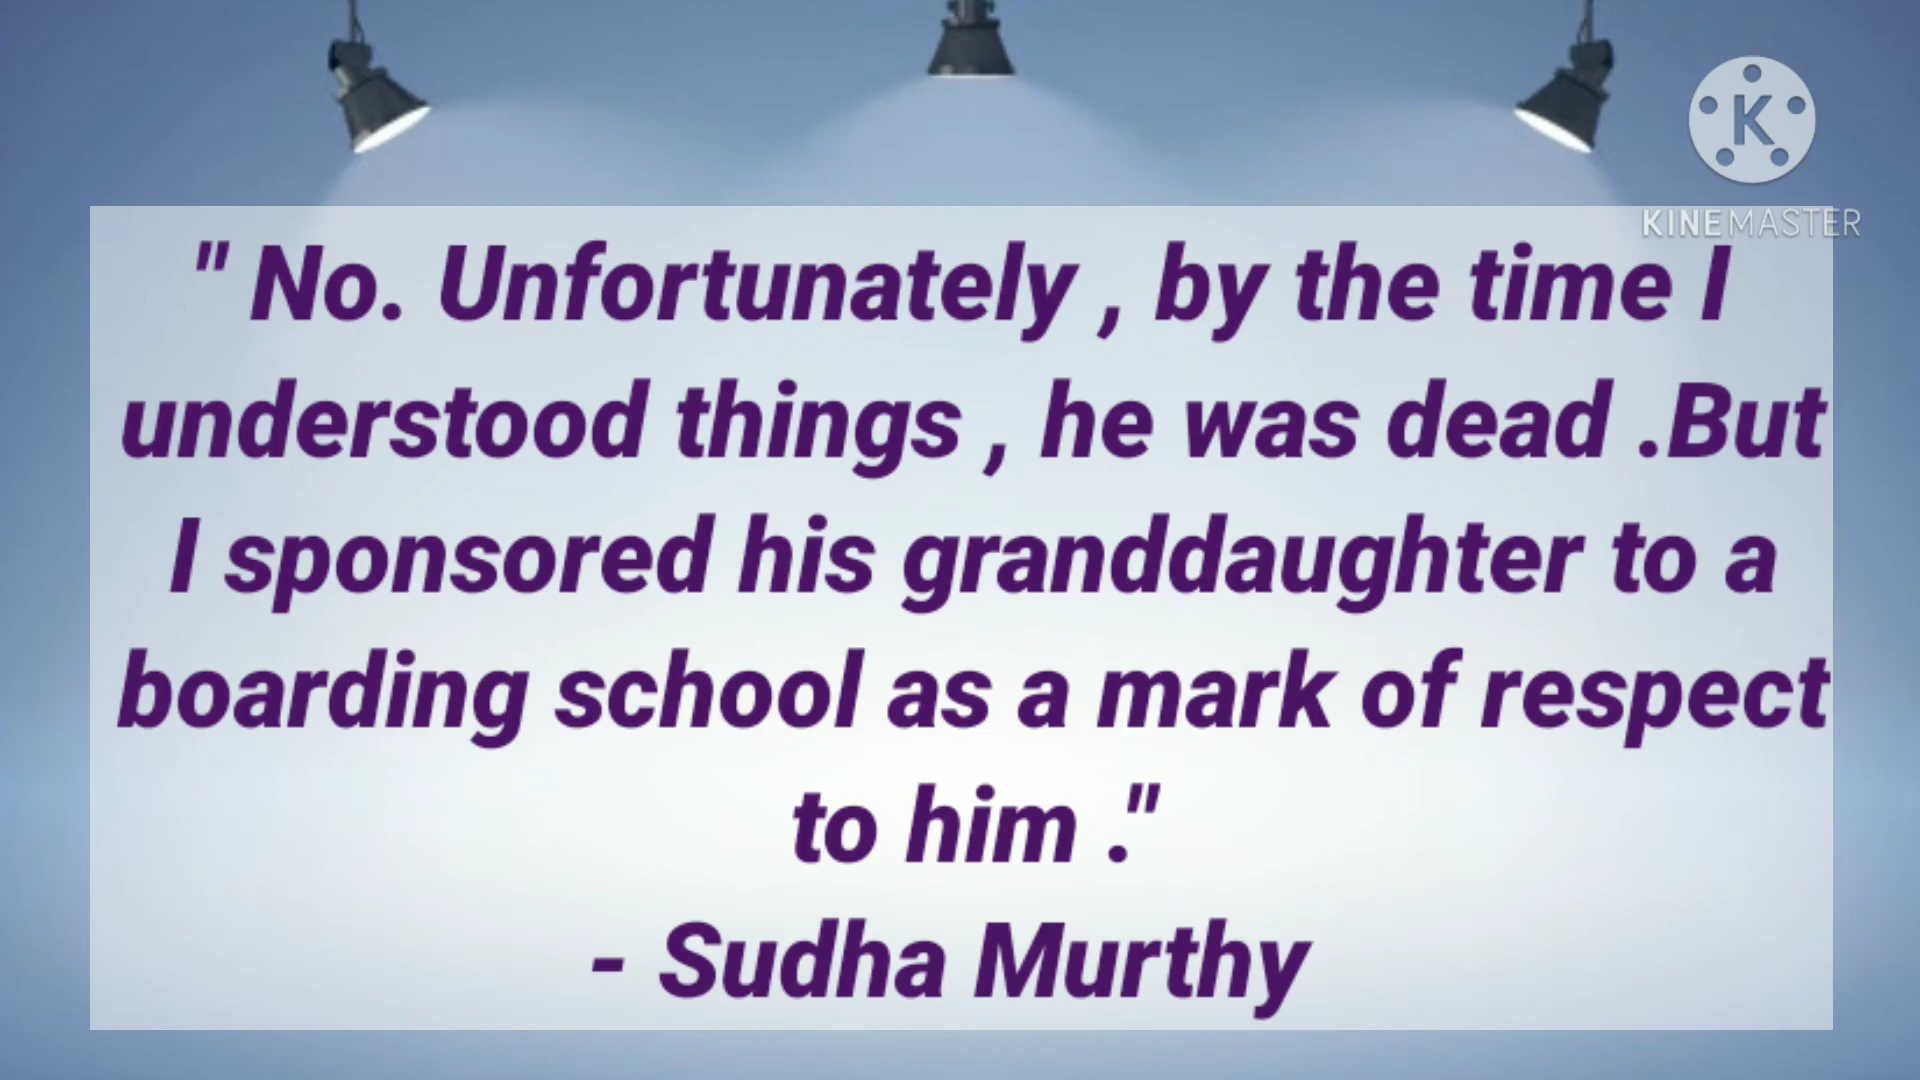 K
KINEMASTER
" No. Unfortunately , by the time I
understood things , he was dead .But
I sponsored his granddaughter to a
boarding school as a mark of respect
to him ."
- Sudha Murthy